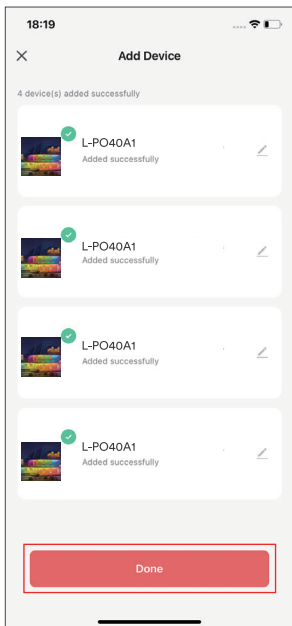 18:19
Add Device
4 device(s) added successfully
L-PO40A1
Added successfully
L-PO40A1
Added successfully
L-PO40A1
Added successfully
L-PO40A1
Added successfully
Done